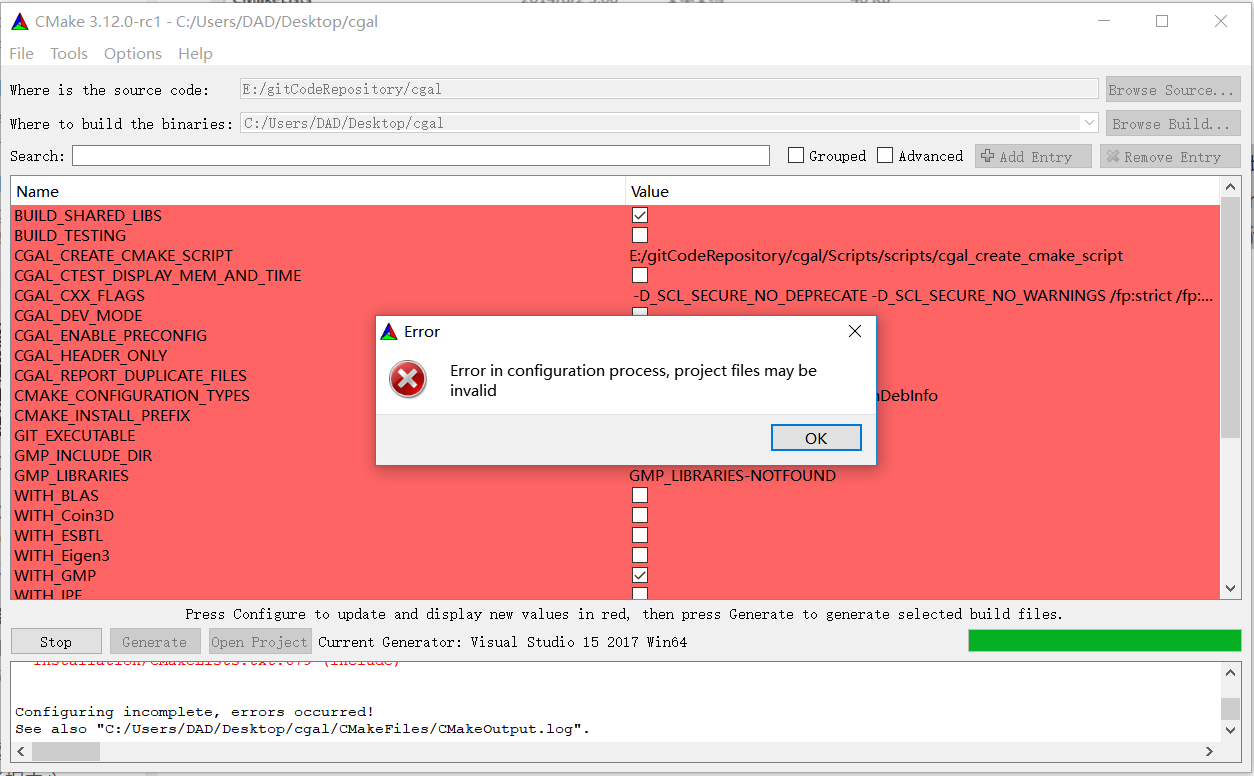 CMake 3.12.0-rc1 - C:/Users/DAD/Desktop/cgal
File Tools Options Help
Where is the source code: E:/gitCodeRepository/cgal Browse Source...
Where to build the binaries: C:/Users/DAD/Desktop/cgal Browse Build...
Search: Grouped Advanced Add Entry Remove Entry
Name Value
BUILD_SHARED_LIBS
BUILD_TESTING
CGAL_CREATE_CMAKE_SCRIPT E:/gitCodeRepository/cgal/Scripts/scripts/cgal_create_cmake_script
CGAL_CTEST_DISPLAY_MEM_AND_TIME
CGAL_CXX_FLAGS -D_SCL_SECURE_NO_DEPRECATE -D_SCL_SECURE_NO_WARNINGS /fp:strict /fp:...
CGAL_DEV_MODE
CGAL_ENABLE_PRECONFIG
CGAL_HEADER_ONLY
CGAL_REPORT_DUPLICATE_FILES
CMAKE_CONFIGURATION_TYPES DebInfo
CMAKE_INSTALL_PREFIX
GIT_EXECUTABLE
GMP_INCLUDE_DIR
GMP_LIBRARIES GMP_LIBRARIES-NOTFOUND
WITH_BLAS
WITH_Coin3D
WITH_ESBTL
WITH_Eigen3
WITH_GMP
WITH_IPE
Error
Error in configuration process, project files may be
invalid
OK
Press Configure to update and display new values in red, then press Generate to generate selected build files.
Stop Generate Open Project Current Generator: Visual Studio 15 2017 Win64
Installation/CMakeLists.txt:679 (include)
Configuring incomplete, errors occurred!
See also "C:/Users/DAD/Desktop/cgal/CMakeFiles/CMakeOutput.log".